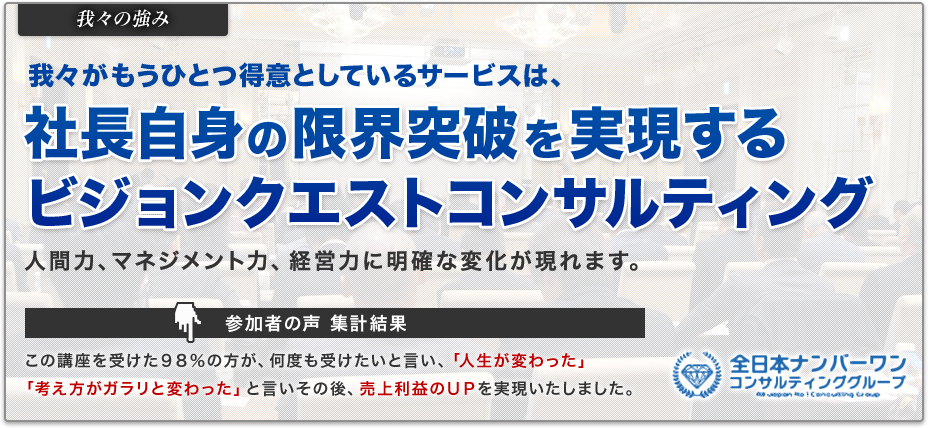 我々の強み
我々がもうひとつ得意としているサービスは、
社長自身の限界突破を実現する
ビジョンクエストコンサルティング
人間力、マネジメント力、経営力に明確な変化が現れます。
参加者の声 集計結果
この講座を受けた98%の方が、何度も受けたいと言い、「人生が変わった」
「考え方がガラリと変わった」と言いその後、売上利益のUPを実現いたしました。
全日本ナンバーワン
コンサルティンググループ
All Japan No.1 Consulting Group